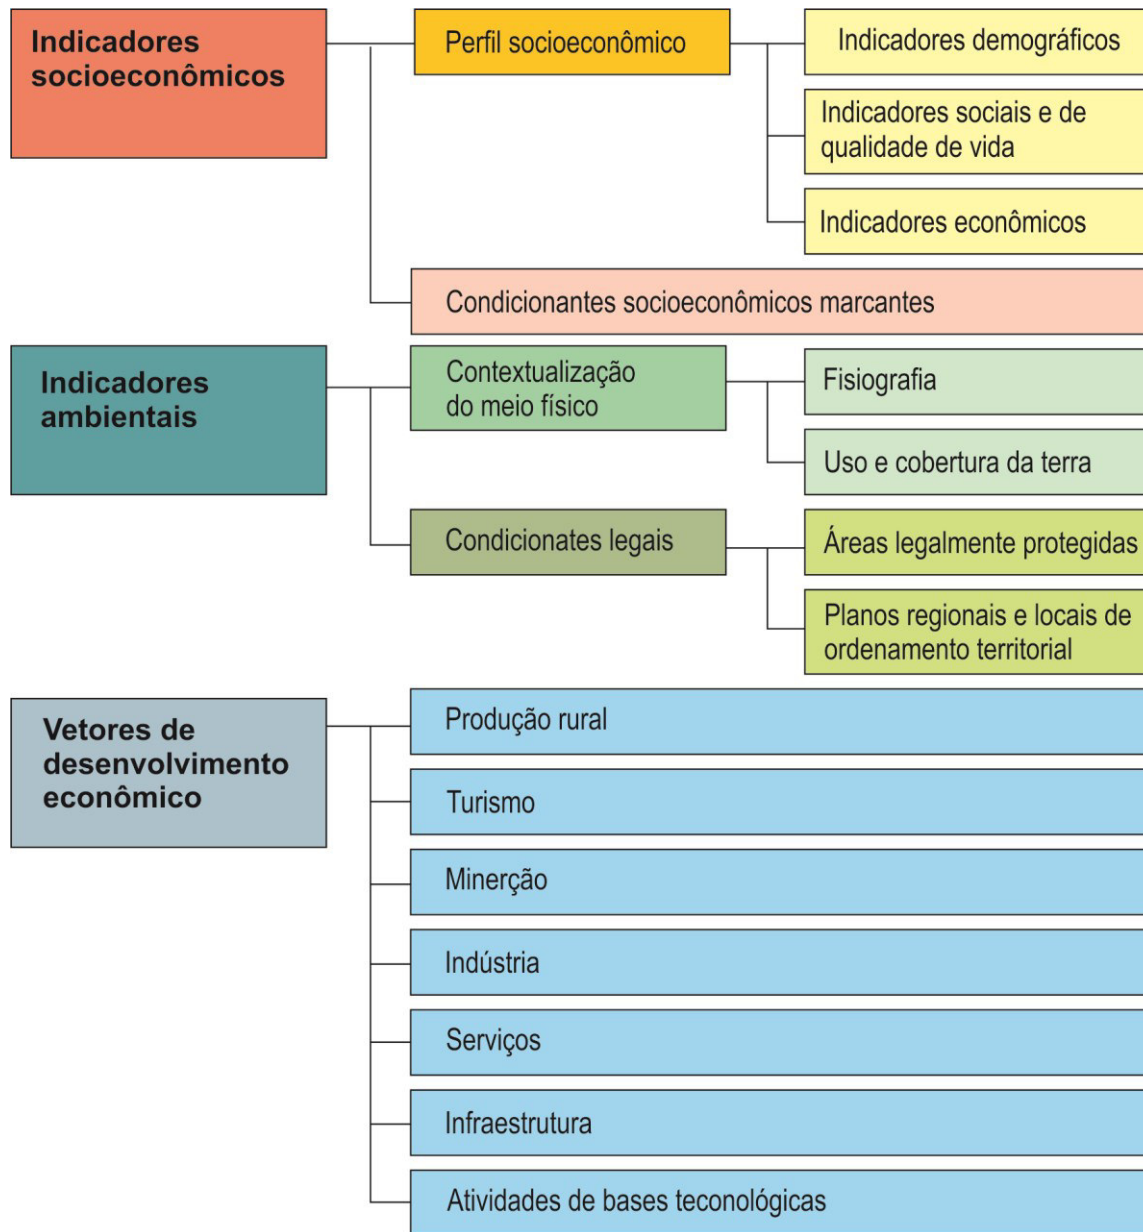 Indicadores
socioeconômicos
Perfil socioeconômico
Indicadores demográficos
Indicadores sociais e de
qualidade de vida
Indicadores econômicos
Condicionantes socioeconômicos marcantes
Indicadores
ambientais
Contextualização
do meio físico
Fisiografia
Uso e cobertura da terra
Condicionates legais
Áreas legalmente protegidas
Planos regionais e locais de
ordenamento territorial
Vetores de
desenvolvimento
econômico
Produção rural
Turismo
Minerção
Indústria
Serviços
Infraestrutura
Atividades de bases teconológicas